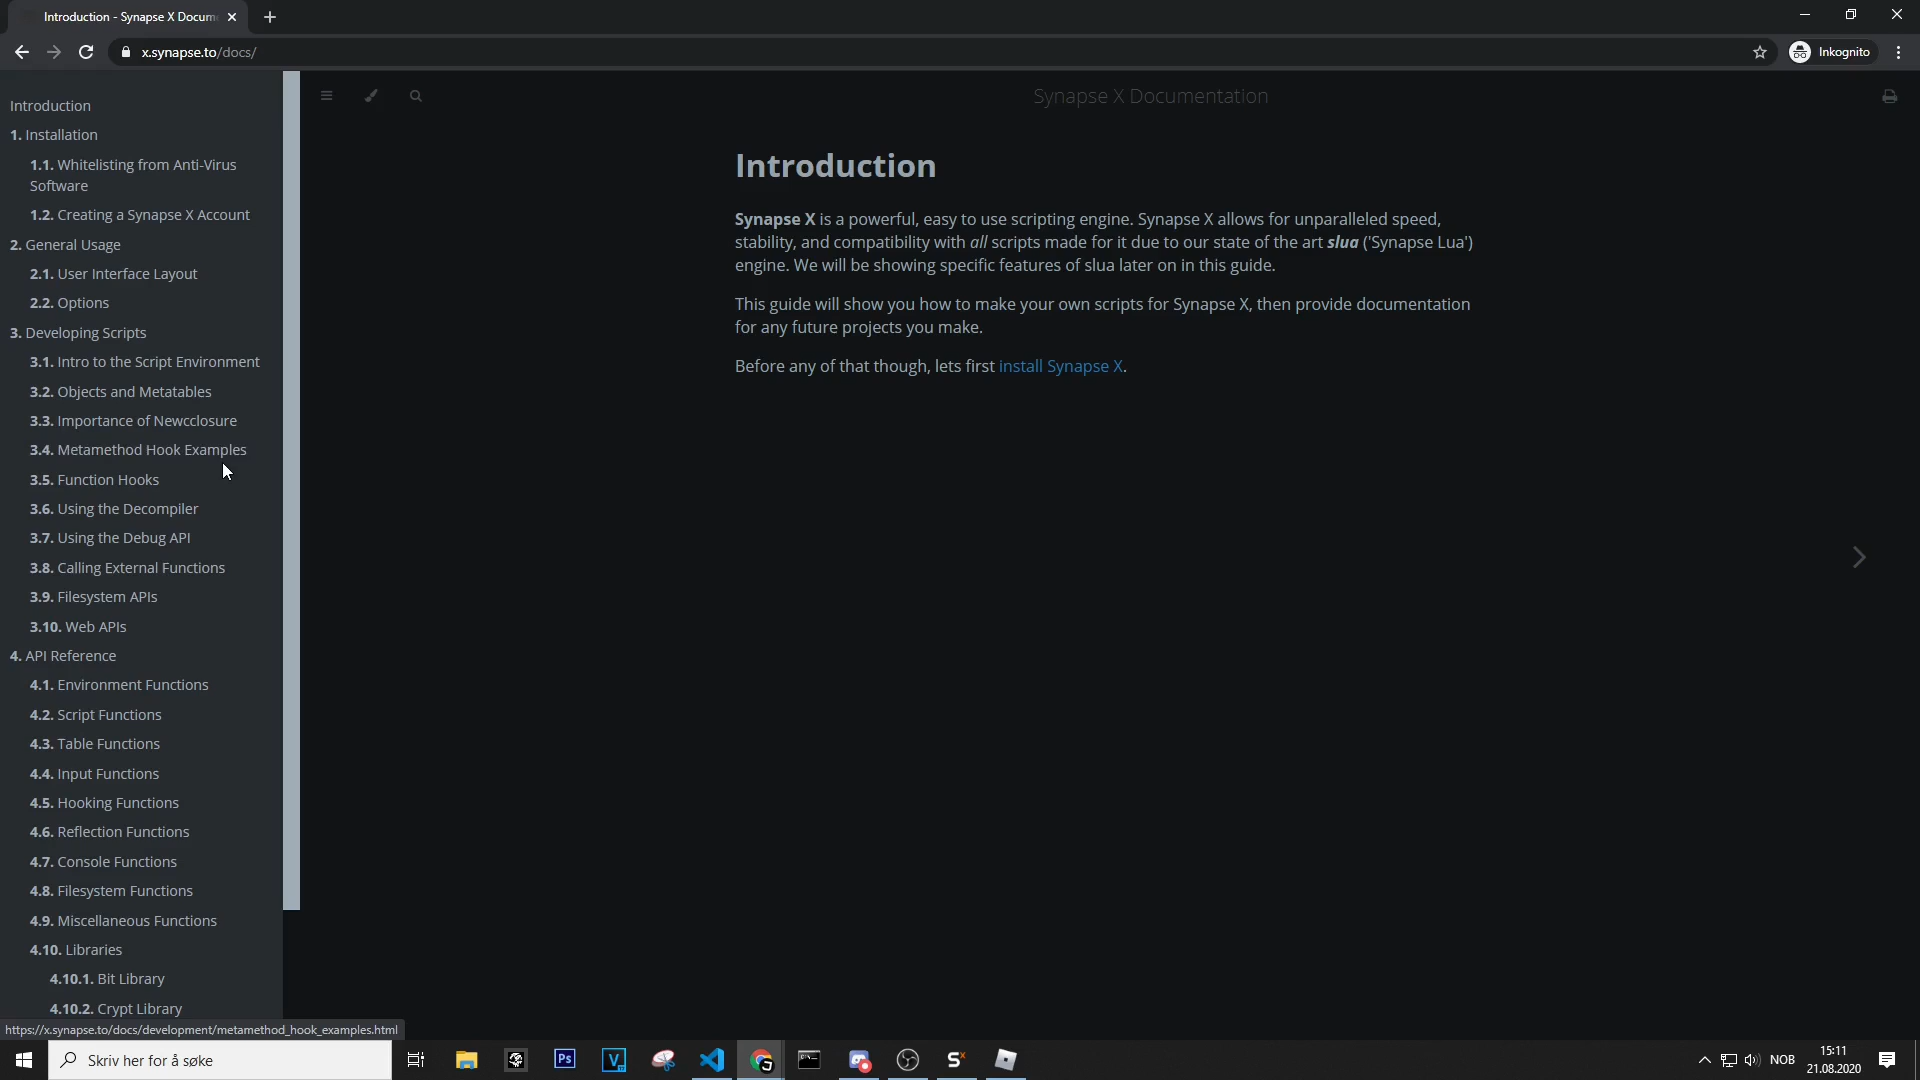 Introduction - Synapse X Docum
x.synapse.to/docs/
Inkognito
Introduction
1. Installation
1.1. Whitelisting from Anti-Virus
Software
1.2. Creating a Synapse X Account
2. General Usage
2.1. User Interface Layout
2.2. Options
3. Developing Scripts
3.1. Intro to the Script Environment
3.2. Objects and Metatables
3.3. Importance of Newcclosure
3.4. Metamethod Hook Examples
3.5. Function Hooks
3.6. Using the Decompiler
3.7. Using the Debug API
3.8. Calling External Functions
3.9. Filesystem APIs
3.10. Web APIs
4. API Reference
4.1. Environment Functions
4.2. Script Functions
4.3. Table Functions
4.4. Input Functions
4.5. Hooking Functions
4.6. Reflection Functions
4.7. Console Functions
4.8. Filesystem Functions
4.9. Miscellaneous Functions
4.10. Libraries
4.10.1. Bit Library
4.10.2. Crypt Library
https://x.synapse.to/docs/development/metamethod_hook_examples.html
Synapse X Documentation
Introduction
Synapse X is a powerful, easy to use scripting engine. Synapse X allows for unparalleled speed,
stability, and compatibility with all scripts made for it due to our state of the art slua ('Synapse Lua')
engine. We will be showing specific features of slua later on in this guide.
This guide will show you how to make your own scripts for Synapse X, then provide documentation
for any future projects you make.
Before any of that though, lets first install Synapse X.
Skriv her for å søke
Ps
V
S
NOB
15:11
21.08.2020